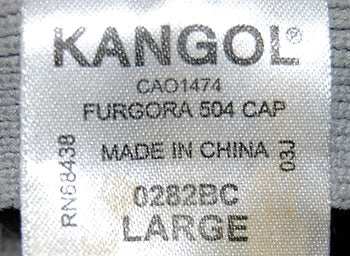 KANGOL®
CAO1474
FURGORA 504 CAP
MADE IN CHINA
0282BC
LARGE
RN68438
03J